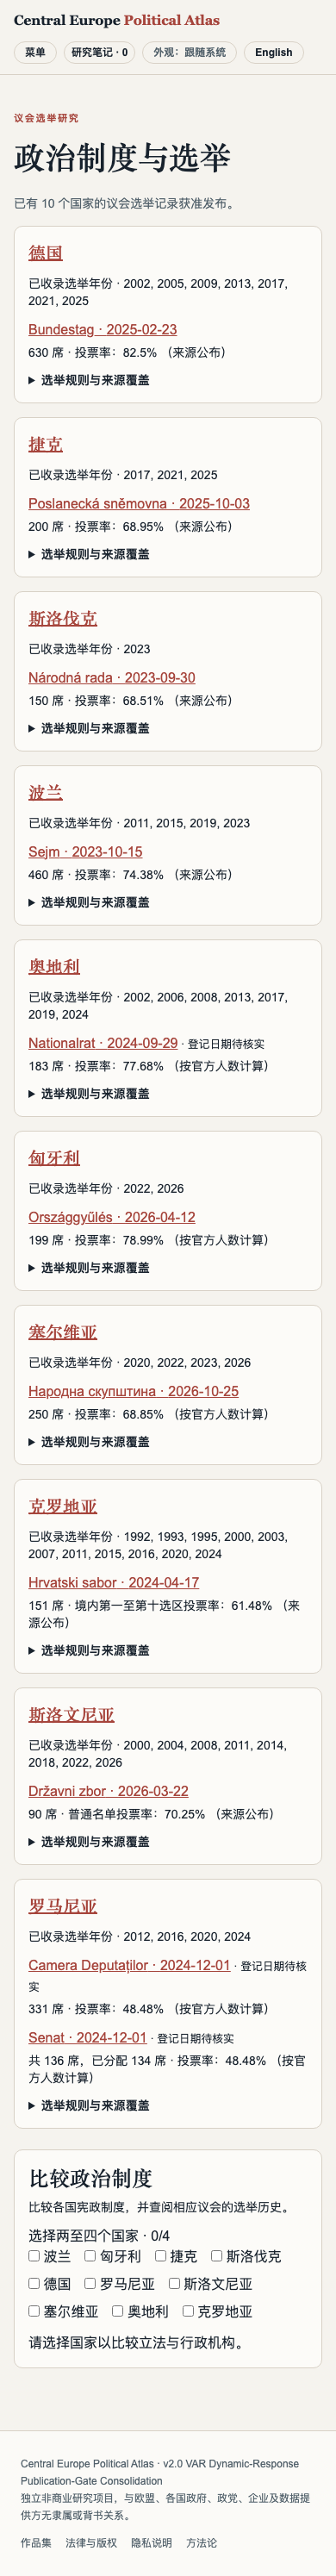 Central Europe Political Atlas
菜单
研究笔记 · 0
外观：跟随系统
English
议会选举研究
政治制度与选举
已有 10 个国家的议会选举记录获准发布。
德国
已收录选举年份 · 2002, 2005, 2009, 2013, 2017,
2021, 2025
Bundestag · 2025-02-23
630 席 · 投票率：82.5% （来源公布）
▶ 选举规则与来源覆盖
捷克
已收录选举年份 · 2017, 2021, 2025
Poslanecká sněmovna · 2025-10-03
200 席 · 投票率：68.95% （来源公布）
▶ 选举规则与来源覆盖
斯洛伐克
已收录选举年份 · 2023
Národná rada · 2023-09-30
150 席 · 投票率：68.51% （来源公布）
▶ 选举规则与来源覆盖
波兰
已收录选举年份 · 2011, 2015, 2019, 2023
Sejm · 2023-10-15
460 席 · 投票率：74.38% （来源公布）
▶ 选举规则与来源覆盖
奥地利
已收录选举年份 · 2002, 2006, 2008, 2013, 2017,
2019, 2024
Nationalrat · 2024-09-29 · 登记日期待核实
183 席 · 投票率：77.68% （按官方人数计算）
▶ 选举规则与来源覆盖
匈牙利
已收录选举年份 · 2022, 2026
Országgyűlés · 2026-04-12
199 席 · 投票率：78.99% （按官方人数计算）
▶ 选举规则与来源覆盖
塞尔维亚
已收录选举年份 · 2020, 2022, 2023, 2026
Народна скупштина · 2026-10-25
250 席 · 投票率：68.85% （按官方人数计算）
▶ 选举规则与来源覆盖
克罗地亚
已收录选举年份 · 1992, 1993, 1995, 2000, 2003,
2007, 2011, 2015, 2016, 2020, 2024
Hrvatski sabor · 2024-04-17
151 席 · 境内第一至第十选区投票率：61.48% （来
源公布）
▶ 选举规则与来源覆盖
斯洛文尼亚
已收录选举年份 · 2000, 2004, 2008, 2011, 2014,
2018, 2022, 2026
Državni zbor · 2026-03-22
90 席 · 普通名单投票率：70.25% （来源公布）
▶ 选举规则与来源覆盖
罗马尼亚
已收录选举年份 · 2012, 2016, 2020, 2024
Camera Deputaților · 2024-12-01 · 登记日期待核
实
331 席 · 投票率：48.48% （按官方人数计算）
Senat · 2024-12-01 · 登记日期待核实
共 136 席，已分配 134 席 · 投票率：48.48% （按官
方人数计算）
▶ 选举规则与来源覆盖
比较政治制度
比较各国宪政制度，并查阅相应议会的选举历史。
选择两至四个国家 · 0/4
波兰 匈牙利 捷克 斯洛伐克
德国 罗马尼亚 斯洛文尼亚
塞尔维亚 奥地利 克罗地亚
请选择国家以比较立法与行政机构。
Central Europe Political Atlas · v2.0 VAR Dynamic-Response
Publication-Gate Consolidation
独立非商业研究项目，与欧盟、各国政府、政党、企业及数据提
供方无隶属或背书关系。
作品集 法律与版权 隐私说明 方法论